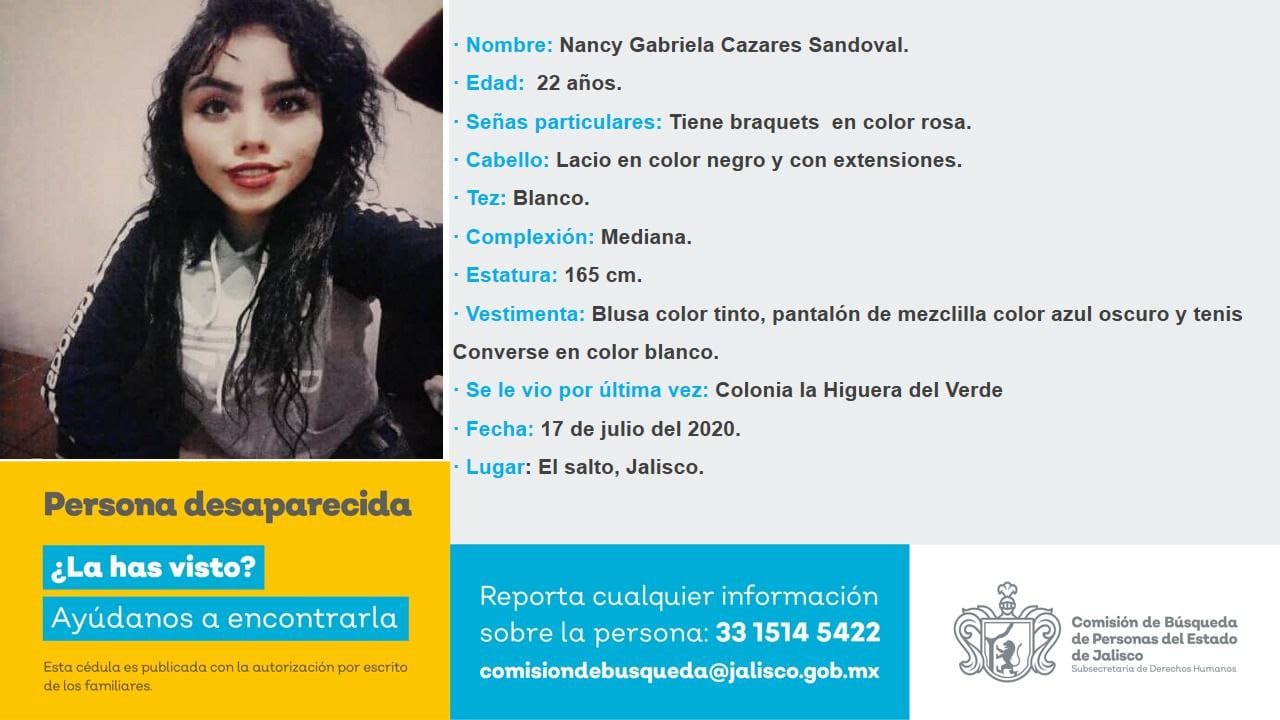 · Nombre: Nancy Gabriela Cazares Sandoval.
· Edad: 22 años.
· Señas particulares: Tiene braquets en color rosa.
· Cabello: Lacio en color negro y con extensiones.
· Tez: Blanco.
· Complexión: Mediana.
· Estatura: 165 cm.
· Vestimenta: Blusa color tinto, pantalón de mezclilla color azul oscuro y tenis
Converse en color blanco.
· Se le vio por última vez: Colonia la Higuera del Verde
· Fecha: 17 de julio del 2020.
· Lugar: El salto, Jalisco.
adidas
Persona desaparecida
¿La has visto?
Ayúdanos a encontrarla
Esta cédula es publicada con la autorización por escrito
de los familiares.
Reporta cualquier información
sobre la persona: 33 1514 5422
comisiondebusqueda@jalisco.gob.mx
Comisión de Búsqueda
de Personas del Estado
de Jalisco
Subsecretaría de Derechos Humanos